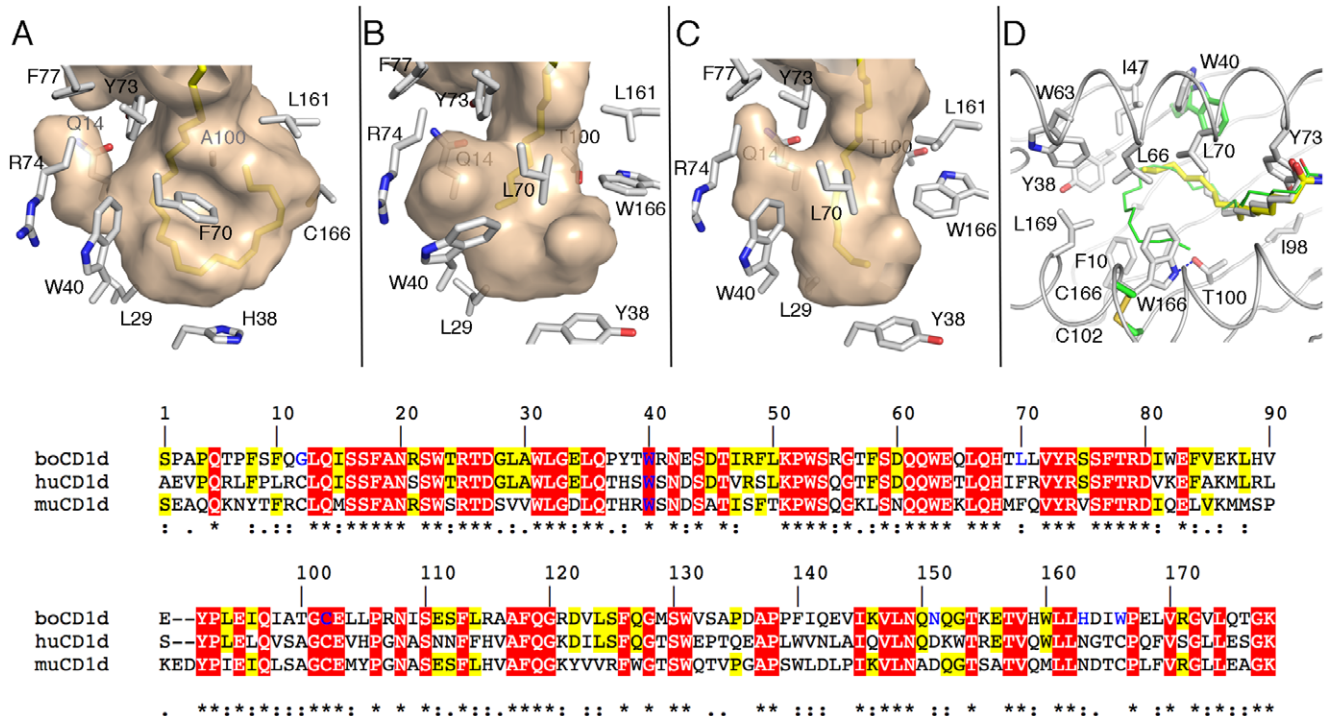 A
B
C
D
F77
Y73
L161
Q14
A100
R74
F70
C166
W40
L29
H38
F77
Y73
L161
R74
Q14
T100
L70
W166
W40
L29
Y38
F77
Y73
L161
R74
Q14
T100
L70
W166
W40
L29
Y38
I47
W40
W63
L70
Y73
L66
Y38
L169
I98
F10
C166
W166
T100
C102
1 10 20 30 40 50 60 70 80 90
boCD1d SPAPQTPFSFQGLQISSFANRSWTRTDGLAWLGELQPYTWRNESDTIRFLKPWSRGTFSDQQWEQLQHTLLVYRSSFTRDIWEFVEKLHV
huCD1d AEVPQRLFPLRCLQISSFANSSWTRTDGLAWLGELQTHSWSNDSDTVRSLKPWSQGTFSDQQWETLQHIFRVYRSSFTRDVKEFAKMLRL
muCD1d SEAQQKNYTFRCLQMSSFANRSWSRTDSVVWLGDLQTHRWSNDSATISFTKPWSQGKLSNQQWEKLQHMFQVYRVSFTRDIQELVKMMSP
100 110 120 130 140 150 160 170
boCD1d E--YPLEIQIATGCELLPRNISESFLRAAFQGRDVLSFQGMSWVSAPDAPPFIQEVIKVLNQNQGTKETVHWLLHDIWPELVRGVLQTGK
huCD1d S--YPLELQVSAGCEVHPGNASNNFFHVAFQGKDILSFQGTSWEPTQEAPLWVNLAIQVLNQDKWTRETVQWLLNGTCPQFVSGLLESGK
muCD1d KEDYPIEIQLSAGCEMYPGNASESFLHVAFQGKYVVRFWGTSWQTVPGAPSWLDLPIKVLNADQGTSATVQMLLNDTCPLFVRGLLEAGK